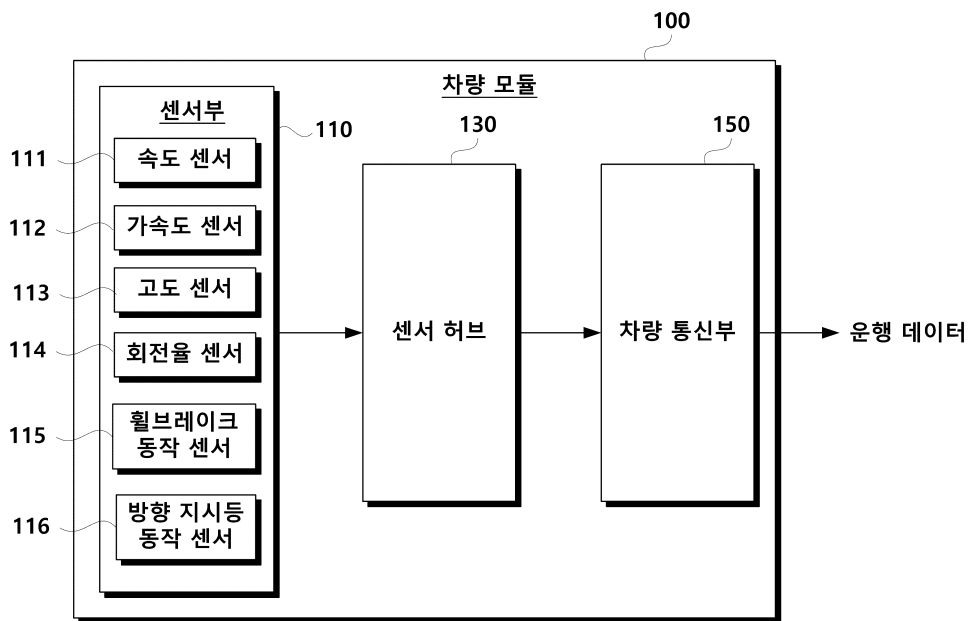 100
차량 모듈
센서부
110
130
150
111
속도 센서
112
가속도 센서
113
고도 센서
114
회전율 센서
115
휠브레이크
동작 센서
116
방향 지시등
동작 센서
센서 허브
차량 통신부
운행 데이터